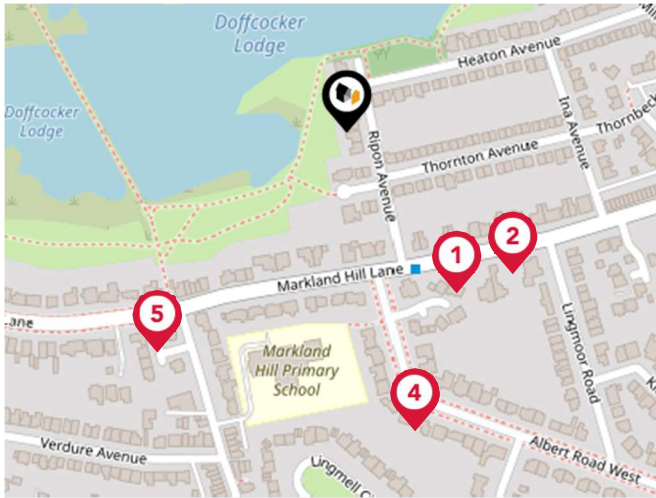 Doffcocker
Lodge
Heaton Avenue
Doffcocker
Lodge
Ina Avenue
Thornbeck
Ripon Avenue
Thornton Avenue
1
2
Markland Hill Lane
5
Lane
Lingmoor Road
Markland
Hill Primary
School
4
Verdure Avenue
Albert Road West
Lingmell C